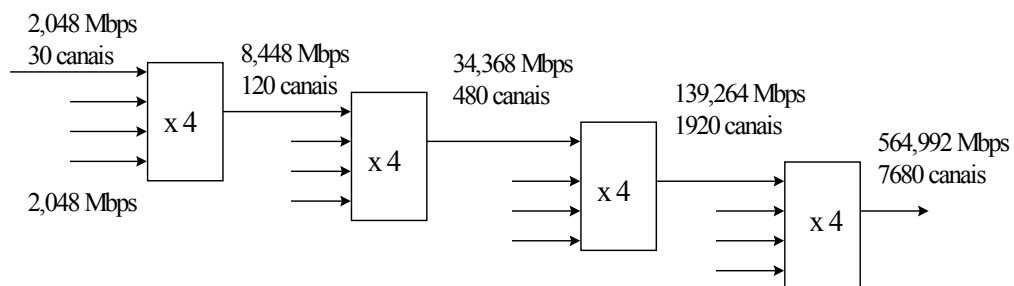 2,048 Mbps
30 canais
8,448 Mbps
120 canais
34,368 Mbps
480 canais
139,264 Mbps
1920 canais
564,992 Mbps
7680 canais
x 4
x 4
x 4
x 4
2,048 Mbps